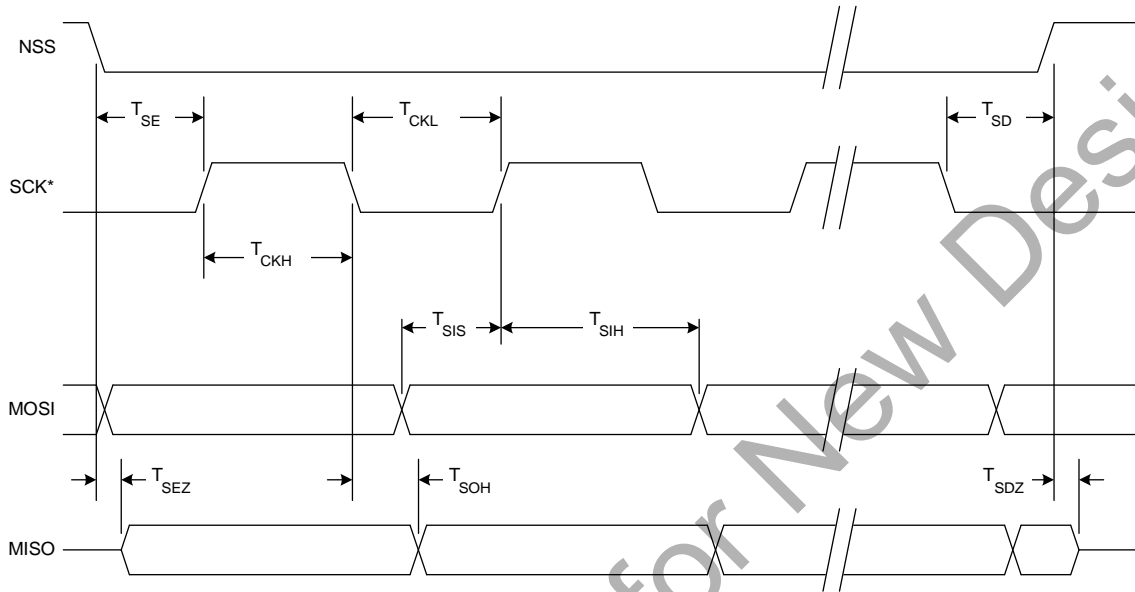 NSS
T_SE
T_CKL
T_SD
SCK*
T_CKH
T_SIS
T_SIH
MOSI
T_SEZ
T_SOH
T_SDZ
MISO
for New Desi